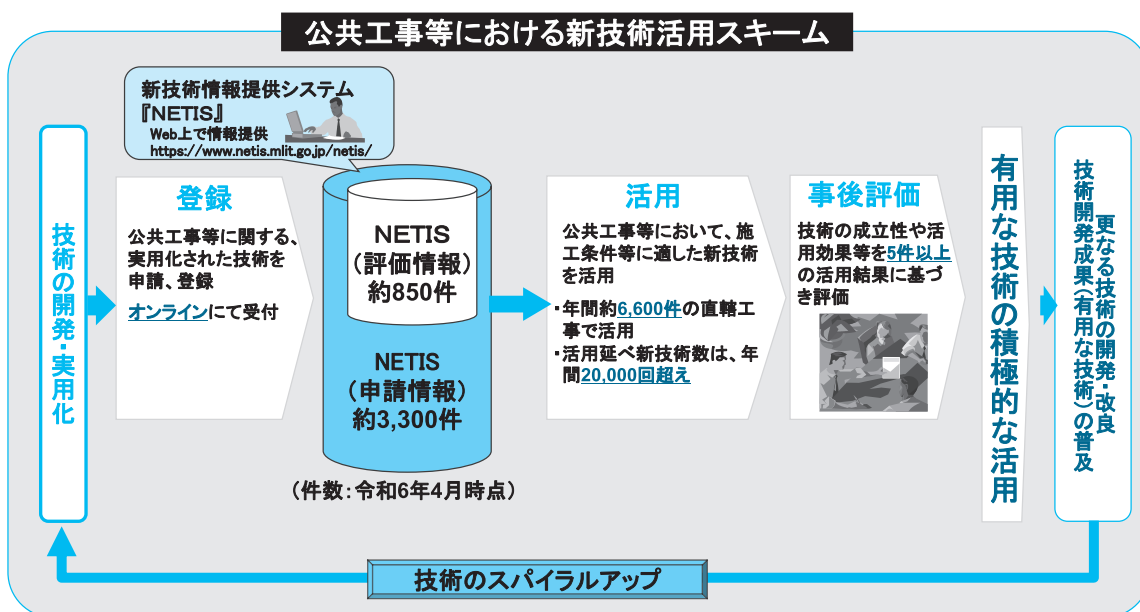 公共工事等における新技術活用スキーム
新技術情報提供システム
『NETIS』
Web上で情報提供
https://www.netis.mlit.go.jp/netis/
技術の開発・実用化
登録
公共工事等に関する、
実用化された技術を
申請、登録
オンラインにて受付
NETIS
(評価情報)
約850件
NETIS
(申請情報)
約3,300件
(件数:令和6年4月時点)
活用
公共工事等において、施
工条件等に適した新技術
を活用
・年間約6,600件の直轄工
事で活用
・活用延べ新技術数は、年
間20,000回超え
事後評価
技術の成立性や活
用効果等を5件以上
の活用結果に基づ
き評価
有用な技術の積極的な活用
更なる技術の開発・改良
技術開発成果(有用な技術)の普及
技術のスパイラルアップ